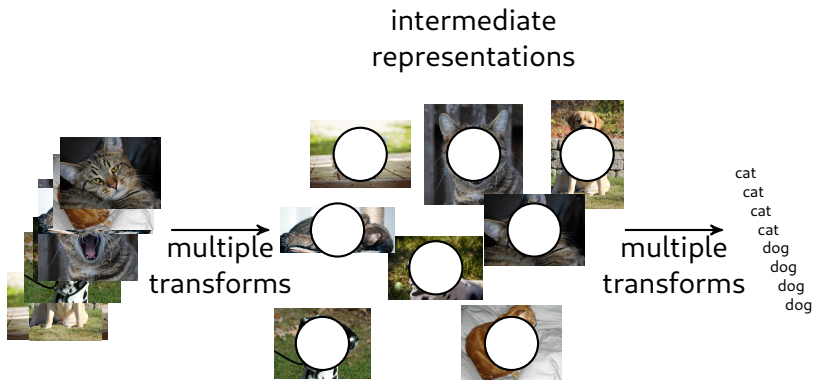 intermediate
representations
multiple
transforms
multiple
transforms
cat
cat
cat
cat
dog
dog
dog
dog